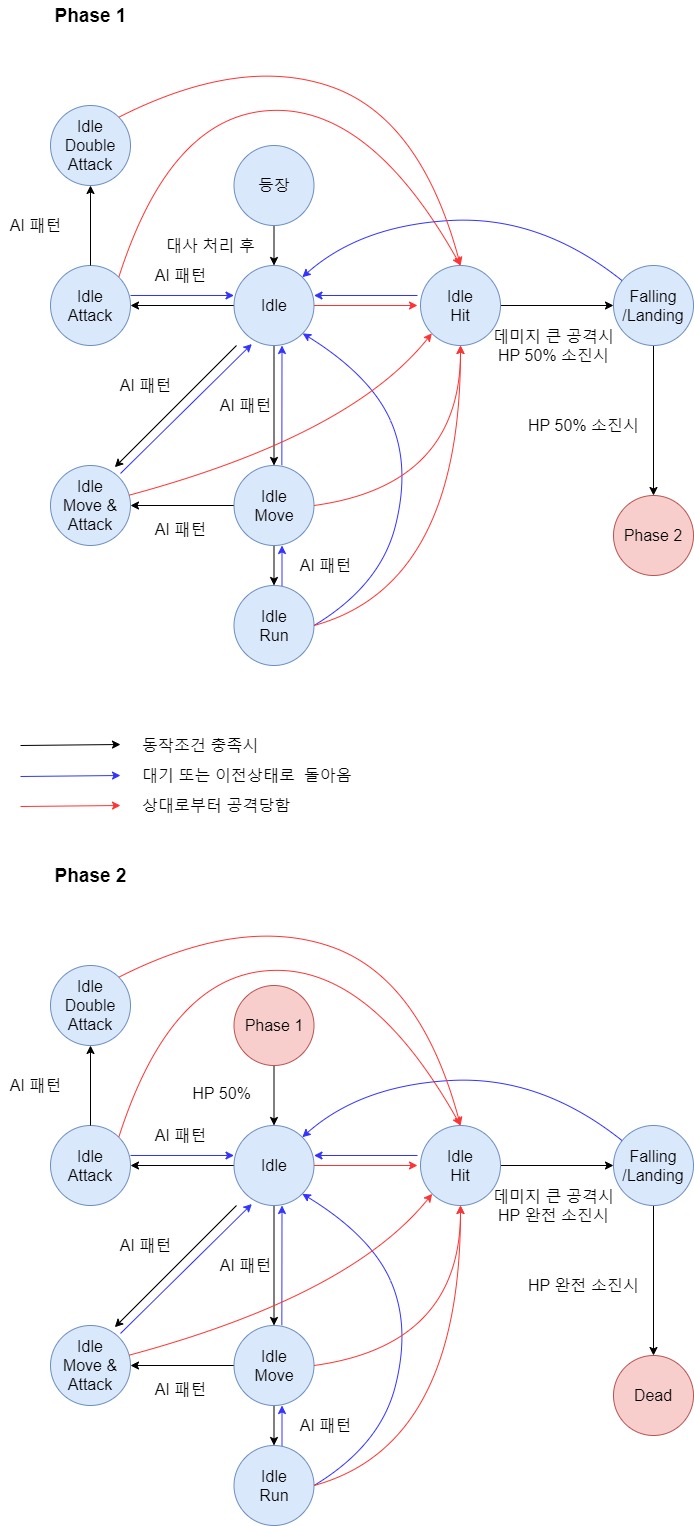 Phase 1
Idle
Double
Attack
등장
AI 패턴
대사 처리 후
AI 패턴
Idle
Attack
Idle
Idle
Hit
Falling
/Landing
데미지 큰 공격시
HP 50% 소진시
AI 패턴
AI 패턴
HP 50% 소진시
Idle
Move &
Attack
Idle
Move
AI 패턴
Phase 2
AI 패턴
Idle
Run
동작조건 충족시
대기 또는 이전상태로  돌아옴
상대로부터 공격당함
Phase 2
Idle
Double
Attack
Phase 1
AI 패턴
HP 50%
AI 패턴
Idle
Attack
Idle
Idle
Hit
Falling
/Landing
데미지 큰 공격시
HP 완전 소진시
AI 패턴
AI 패턴
HP 완전 소진시
Idle
Move &
Attack
Idle
Move
AI 패턴
Dead
AI 패턴
Idle
Run